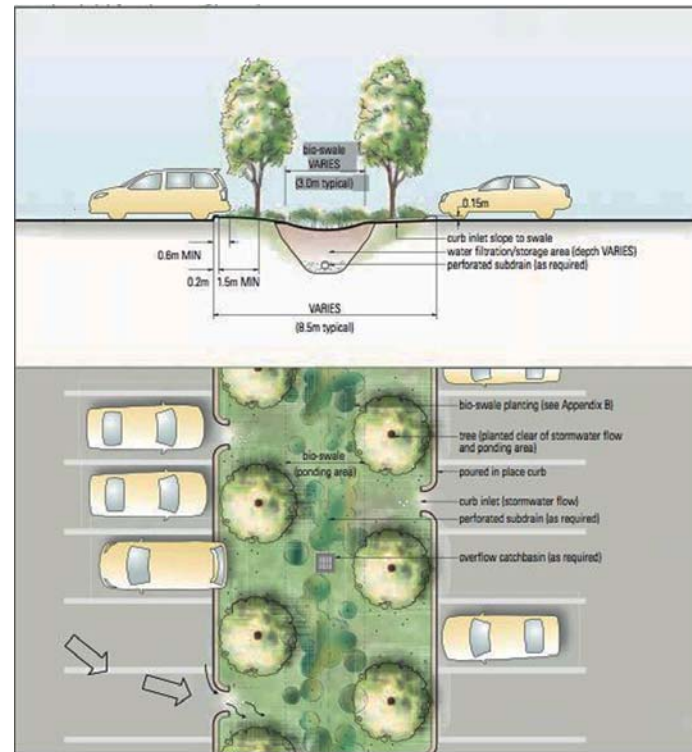 bio-swale
VARIES
(3.0m typical)
0.15m
curb inlet slope to swale
water filtration/storage area (depth VARIES)
perforated subdrain (as required)
0.6m MIN
0.2m
1.5m MIN
VARIES
(8.5m typical)
bio-swale planting (see Appendix B)
tree (planted clear of stormwater flow
and ponding area)
bio-swale
(ponding area)
poured in place curb
curb inlet (stormwater flow)
perforated subdrain (as required)
overflow catchbasin (as required)